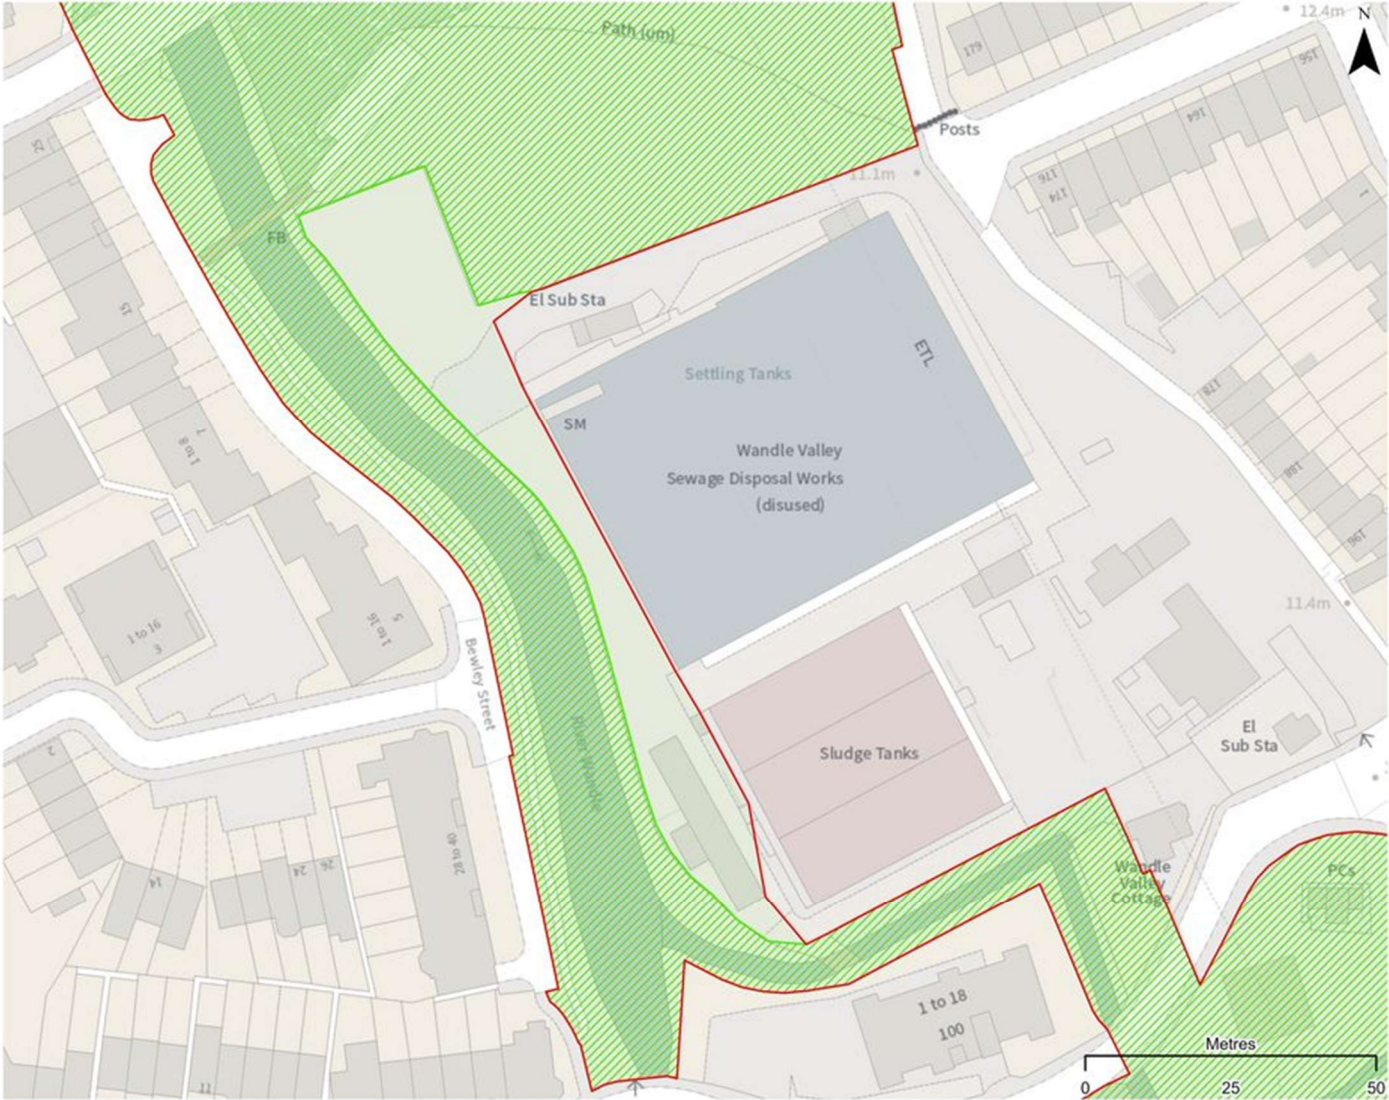 Path (um)
12.4m
N
179
156
164
Posts
11.1m
176
174
1
FB
El Sub Sta
15
ETL
Settling Tanks
178
SM
7
1 to 8
Wandle Valley
Sewage Disposal Works
(disused)
188
196
11.4m
1 to 16
3
5
1 to 16
Bewley Street
River Wandle
El
Sub Sta
2
Sludge Tanks
28 to 40
26
24
14
Wandle
Valley
Cottage
PCs
1 to 18
100
11
Metres
0 25 50